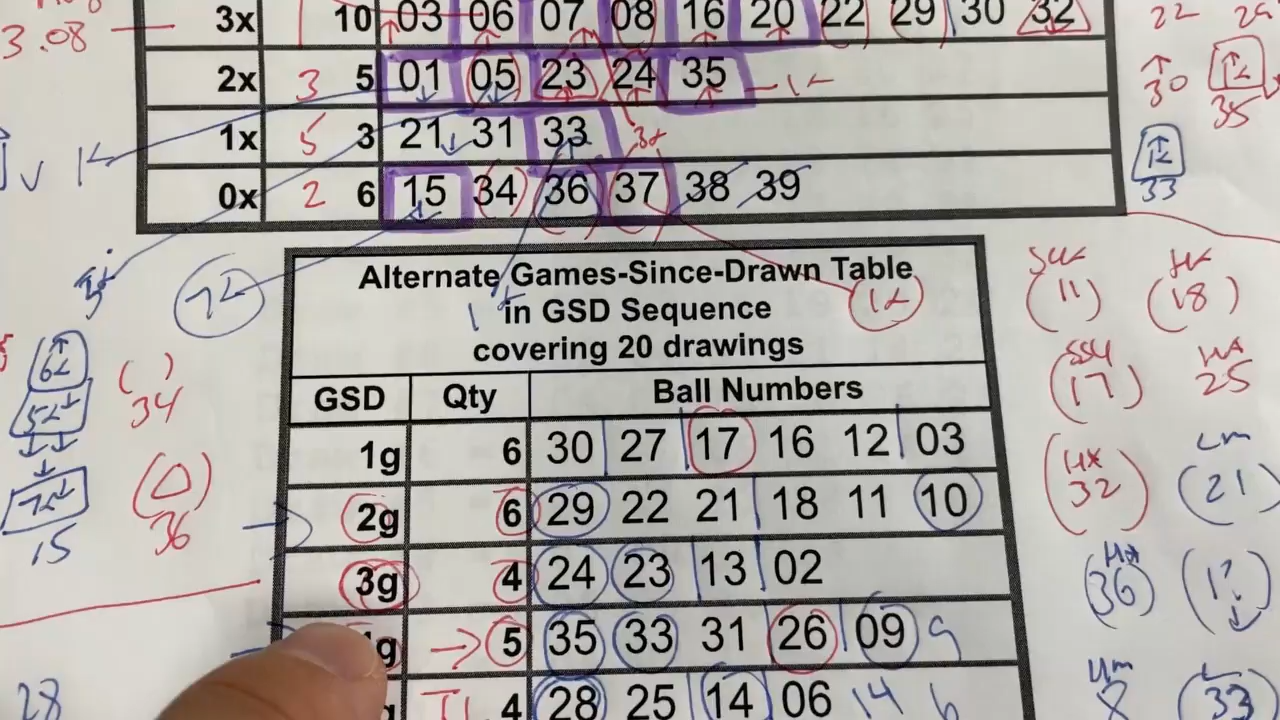 3x 10 03 06 07 08 16 20 22 29 30 32
3.08
22
2x 3 5 01 05 23 24 35
30
35
1x 5 3 21 31 33
33
0x 2 6 15 34 36 37 38 39
Alternate Games-Since-Drawn Table
in GSD Sequence
covering 20 drawings
GSD Qty Ball Numbers
1g 6 30 27 17 16 12 03
2g 6 29 22 21 18 11 10
3g 4 24 23 13 02
5 35 33 31 26 09 9
4 28 25 14 06 14 6
34
36
15
28
11
18
17
25
32
21
36
8
33